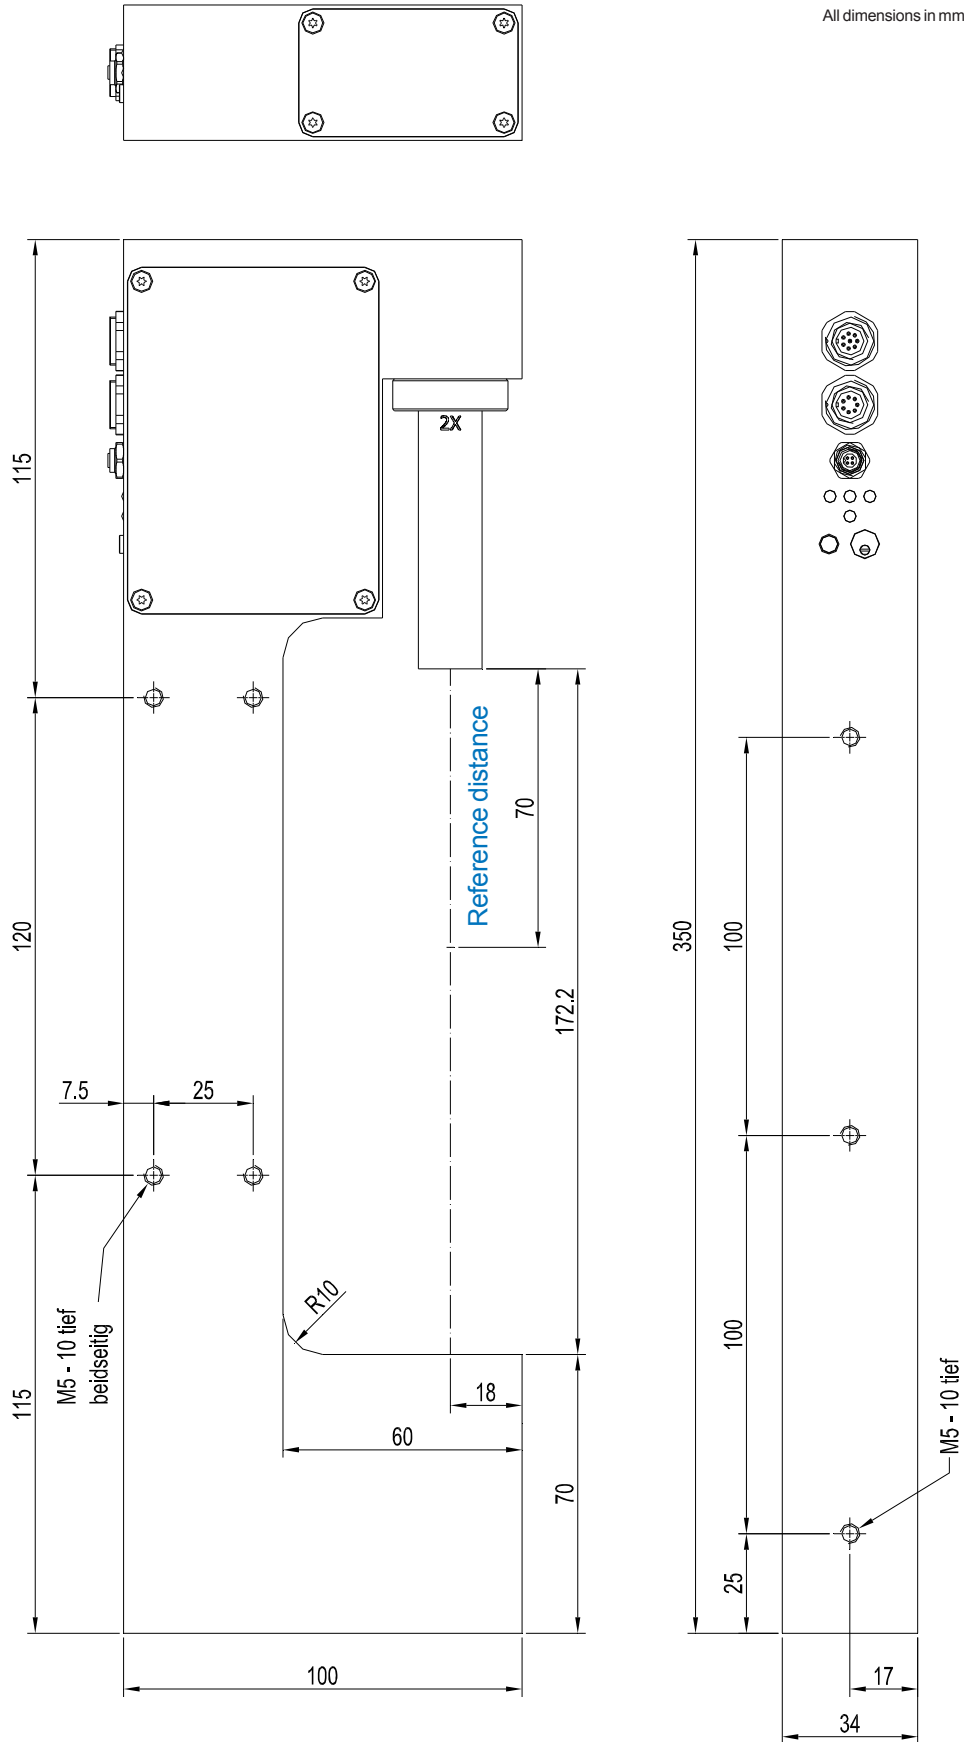 All dimensions in mm
2X
115
Reference distance
70
120
172.2
350
100
7.5
25
R10
M5 - 10 tief
beidseitig
115
18
60
70
100
M5 - 10 tief
25
100
17
34